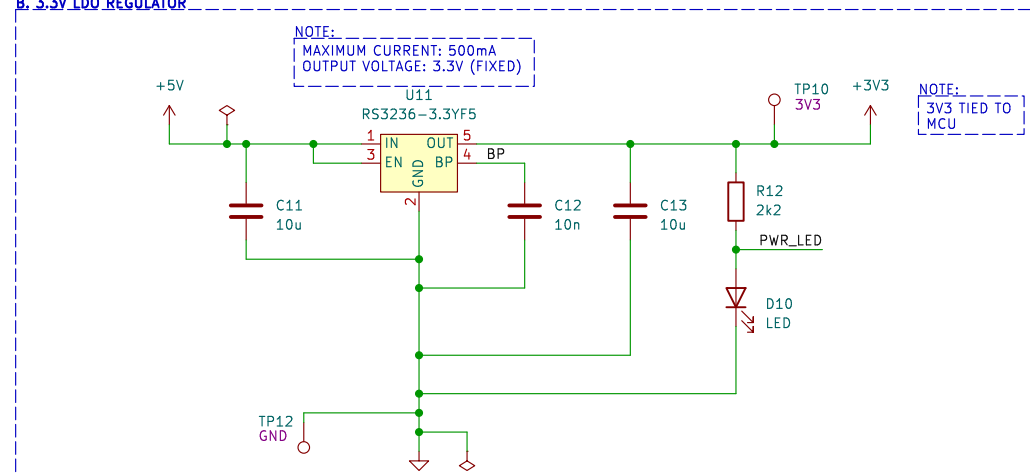 B. 3.3V LDO REGULATOR
NOTE:
MAXIMUM CURRENT: 500mA
OUTPUT VOLTAGE: 3.3V (FIXED)
+5V
U11
RS3236-3.3YF5
TP10
3V3
+3V3
NOTE:
3V3 TIED TO
MCU
1 IN OUT 5
3 EN BP 4 BP
GND
2
C11
10u
C12
10n
C13
10u
R12
2k2
PWR_LED
D10
LED
TP12
GND